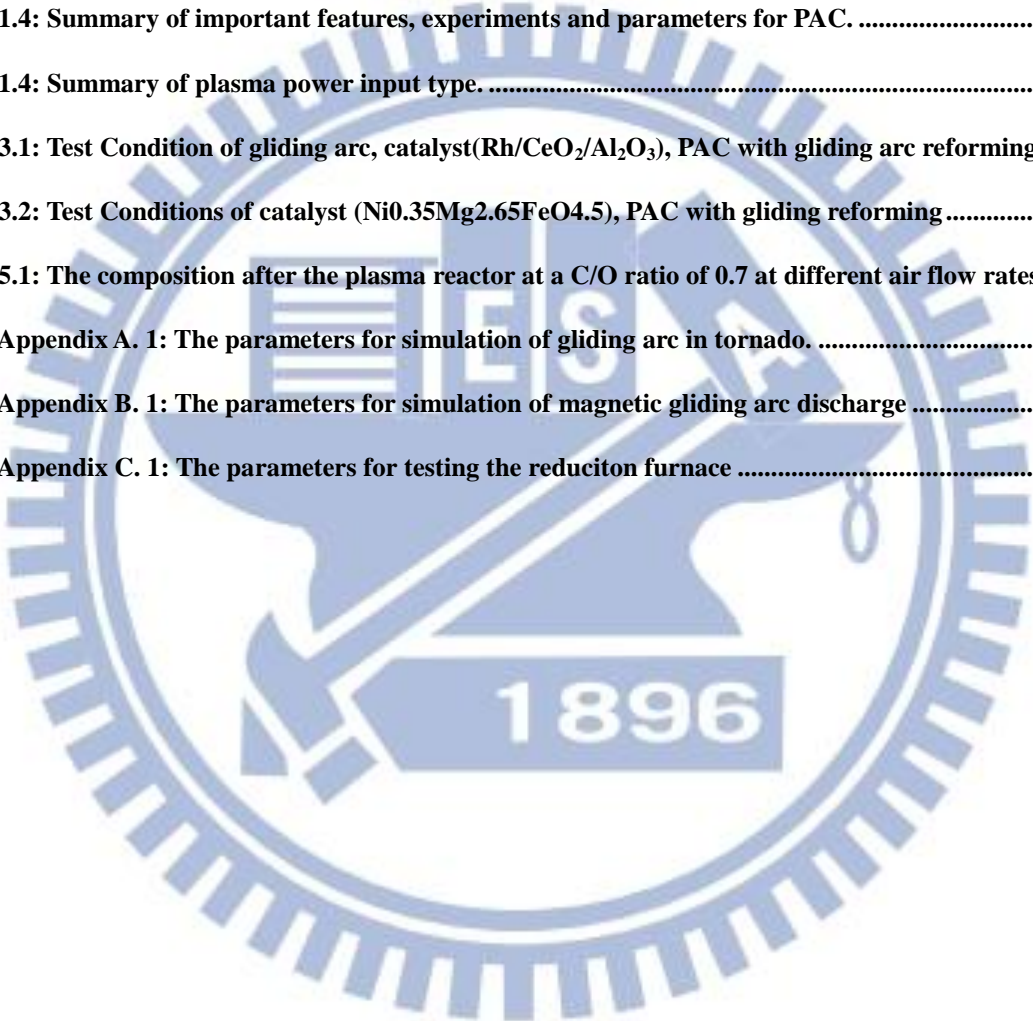 1.4: Summary of important features, experiments and parameters for PAC. ............................
1.4: Summary of plasma power input type. ....................................................................................
3.1: Test Condition of gliding arc, catalyst(Rh/CeO₂/Al₂O₃), PAC with gliding arc reforming
3.2: Test Conditions of catalyst (Ni0.35Mg2.65FeO4.5), PAC with gliding reforming .............
5.1: The composition after the plasma reactor at a C/O ratio of 0.7 at different air flow rates
Appendix A. 1: The parameters for simulation of gliding arc in tornado. ..................................
Appendix B. 1: The parameters for simulation of magnetic gliding arc discharge ..................
Appendix C. 1: The parameters for testing the reduciton furnace .............................................
E S A
1896